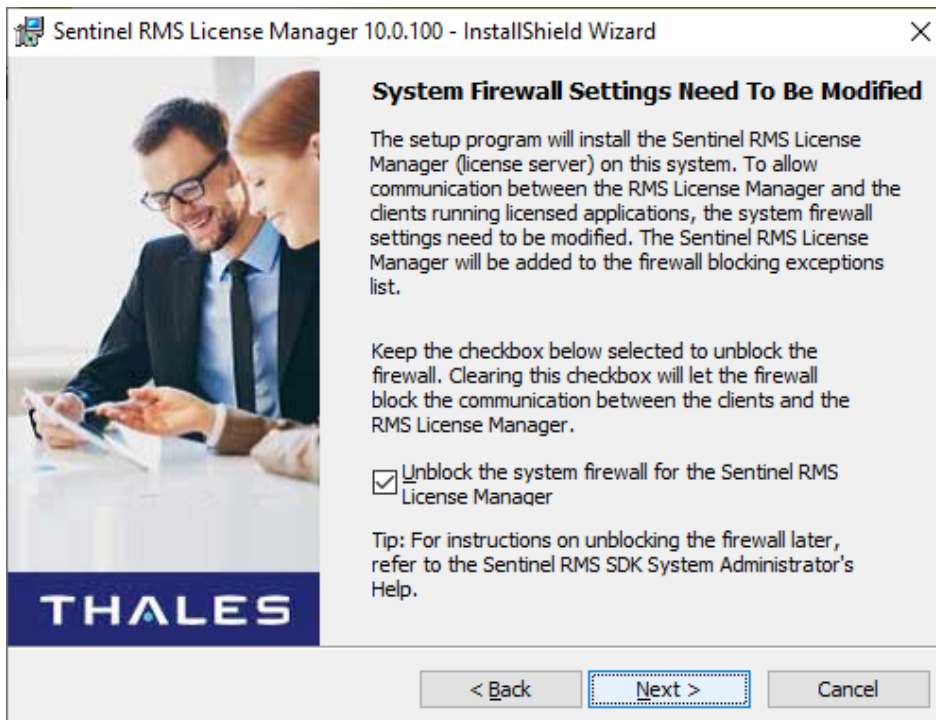 Sentinel RMS License Manager 10.0.100 - InstallShield Wizard
System Firewall Settings Need To Be Modified
The setup program will install the Sentinel RMS License
Manager (license server) on this system. To allow
communication between the RMS License Manager and the
clients running licensed applications, the system firewall
settings need to be modified. The Sentinel RMS License
Manager will be added to the firewall blocking exceptions
list.
Keep the checkbox below selected to unblock the
firewall. Clearing this checkbox will let the firewall
block the communication between the clients and the
RMS License Manager.
Unblock the system firewall for the Sentinel RMS
License Manager
Tip: For instructions on unblocking the firewall later,
refer to the Sentinel RMS SDK System Administrator's
Help.
THALES
< Back
Next >
Cancel